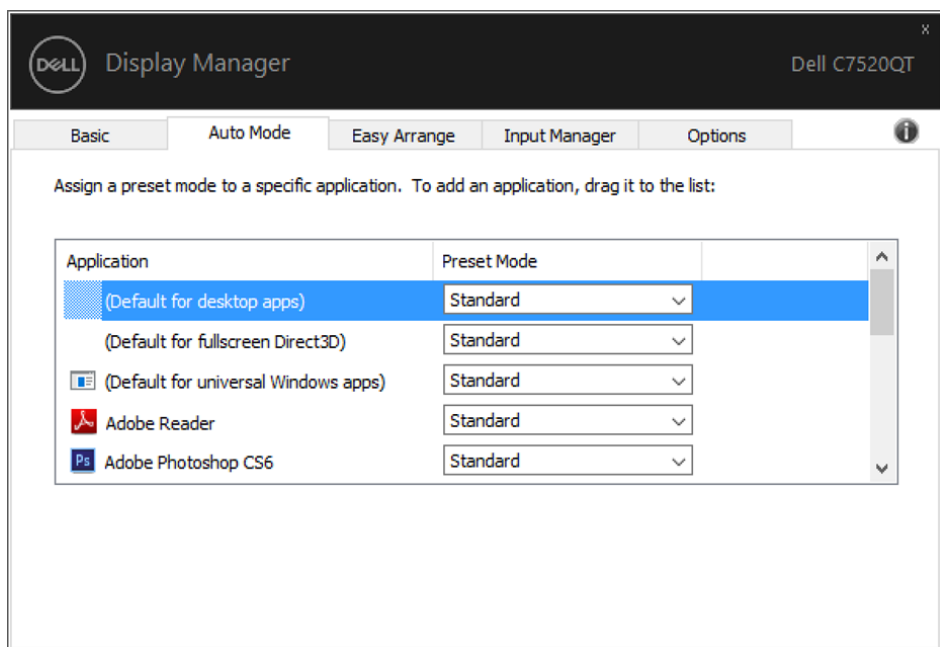 x
DELL Display Manager Dell C7520QT
Basic Auto Mode Easy Arrange Input Manager Options i
Assign a preset mode to a specific application. To add an application, drag it to the list:
Application Preset Mode
(Default for desktop apps) Standard
(Default for fullscreen Direct3D) Standard
(Default for universal Windows apps) Standard
Adobe Reader Standard
Ps Adobe Photoshop CS6 Standard